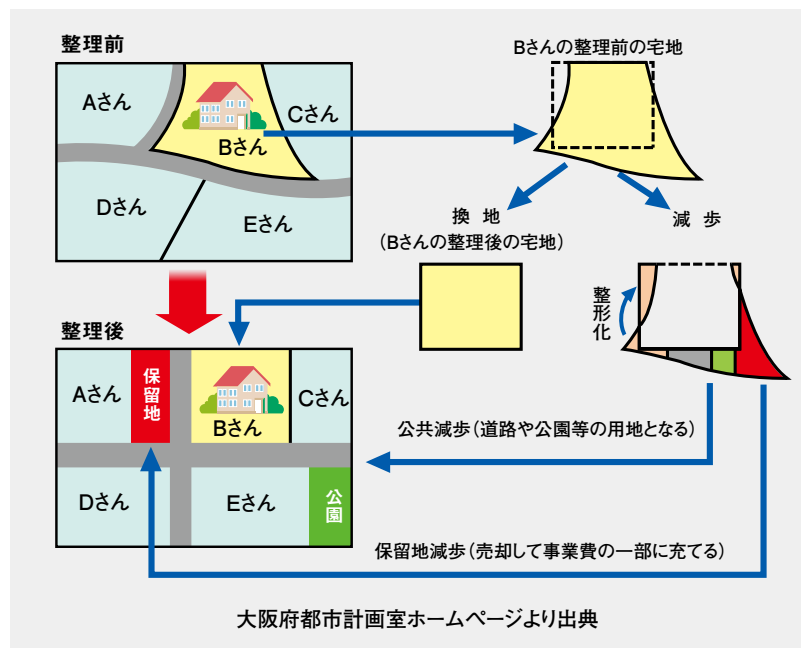 整理前
Aさん
Bさん
Cさん
Dさん
Eさん
Bさんの整理前の宅地
換 地
(Bさんの整理後の宅地)
減 歩
整形化
整理後
Aさん
保留地
Bさん
Cさん
Dさん
Eさん
公園
公共減歩(道路や公園等の用地となる)
保留地減歩(売却して事業費の一部に充てる)
大阪府都市計画室ホームページより出典